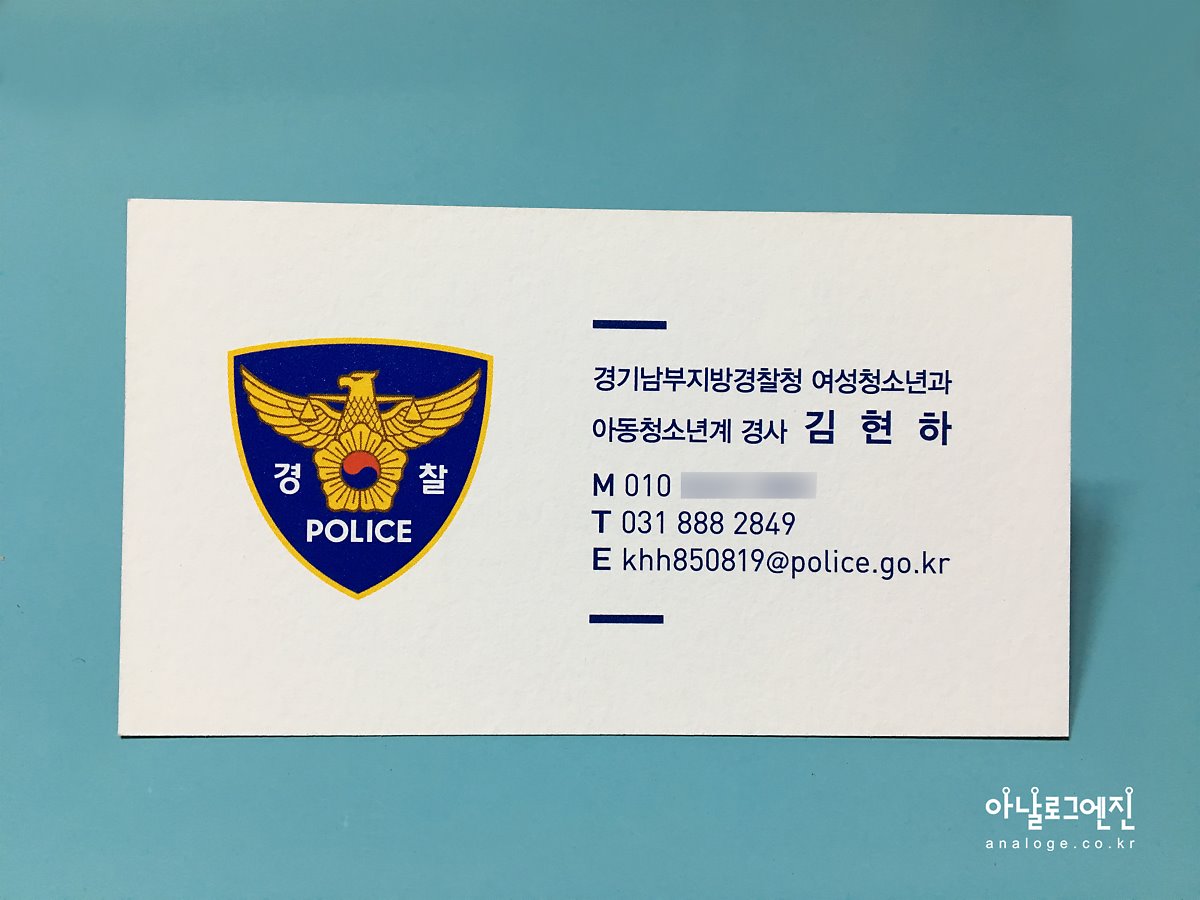 경 찰
POLICE
경기남부지방경찰청 여성청소년과
아동청소년계 경사 김 현 하
M 010
T 031 888 2849
E khh850819@police.go.kr
아날로그엔진
analoge.co.kr